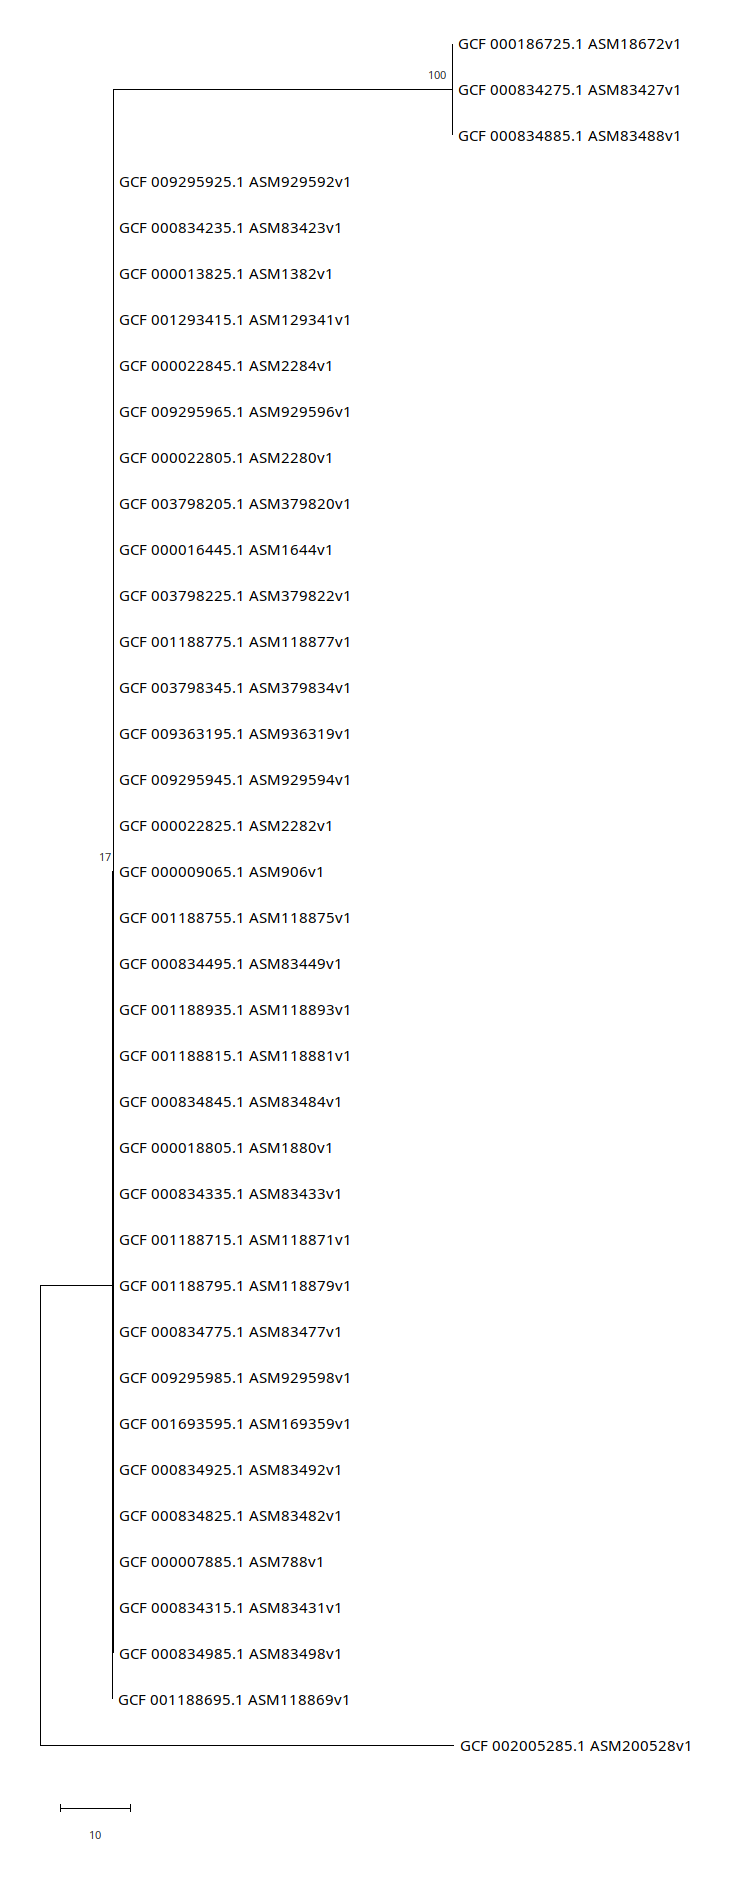 GCF 000186725.1 ASM18672v1
100
GCF 000834275.1 ASM83427v1
GCF 000834885.1 ASM83488v1
GCF 009295925.1 ASM929592v1
GCF 000834235.1 ASM83423v1
GCF 000013825.1 ASM1382v1
GCF 001293415.1 ASM129341v1
GCF 000022845.1 ASM2284v1
GCF 009295965.1 ASM929596v1
GCF 000022805.1 ASM2280v1
GCF 003798205.1 ASM379820v1
GCF 000016445.1 ASM1644v1
GCF 003798225.1 ASM379822v1
GCF 001188775.1 ASM118877v1
GCF 003798345.1 ASM379834v1
GCF 009363195.1 ASM936319v1
GCF 009295945.1 ASM929594v1
GCF 000022825.1 ASM2282v1
17
GCF 000009065.1 ASM906v1
GCF 001188755.1 ASM118875v1
GCF 000834495.1 ASM83449v1
GCF 001188935.1 ASM118893v1
GCF 001188815.1 ASM118881v1
GCF 000834845.1 ASM83484v1
GCF 000018805.1 ASM1880v1
GCF 000834335.1 ASM83433v1
GCF 001188715.1 ASM118871v1
GCF 001188795.1 ASM118879v1
GCF 000834775.1 ASM83477v1
GCF 009295985.1 ASM929598v1
GCF 001693595.1 ASM169359v1
GCF 000834925.1 ASM83492v1
GCF 000834825.1 ASM83482v1
GCF 000007885.1 ASM788v1
GCF 000834315.1 ASM83431v1
GCF 000834985.1 ASM83498v1
GCF 001188695.1 ASM118869v1
GCF 002005285.1 ASM200528v1
10